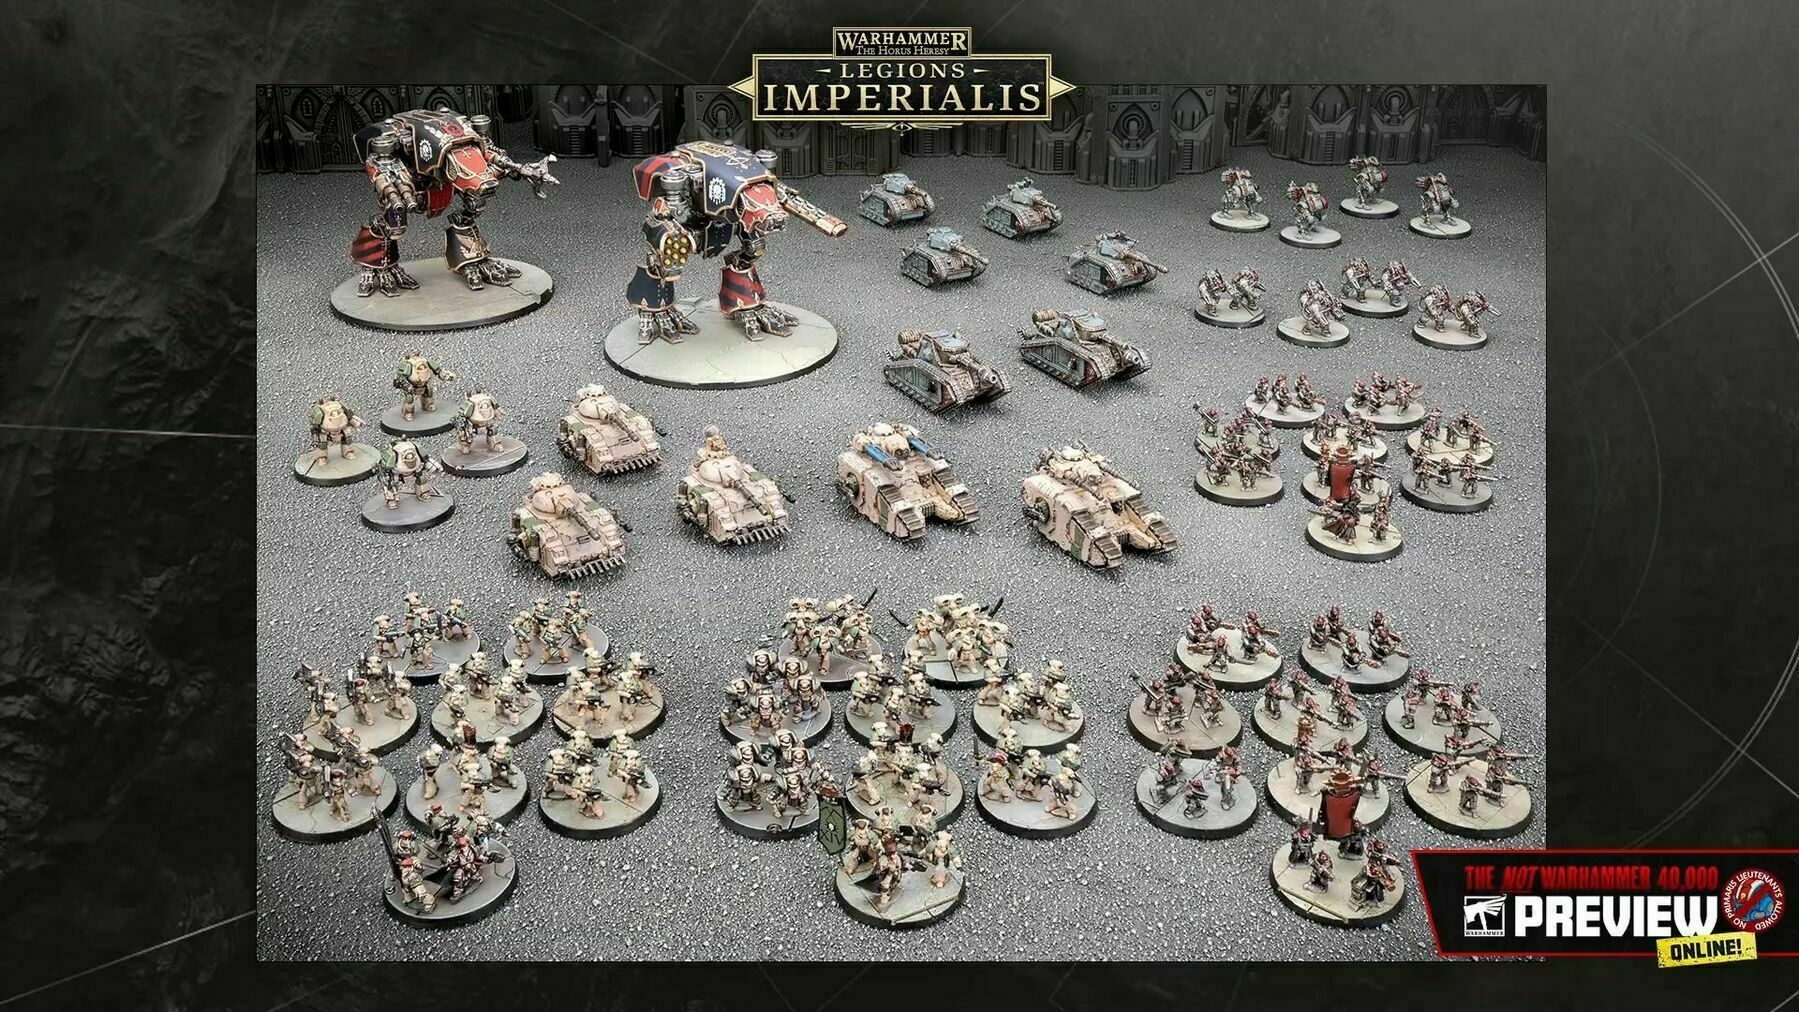 WARHAMMER
THE HORUS HERESY
LEGIONS
IMPERIALIS
THE NOT WARHAMMER 40,000
PREVIEW
WARHAMMER
ONLINE!
NO PRIMARIS LIEUTENANTS ALLOWED